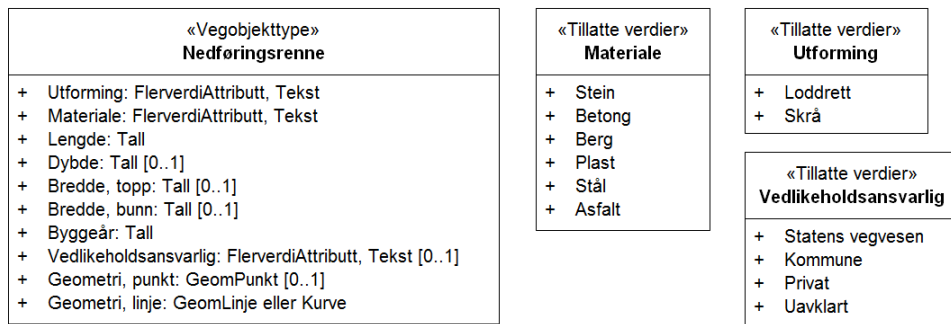 «Vegobjekttype»
Nedføringsrenne
+ Utforming: FlerverdiAttributt, Tekst
+ Materiale: FlerverdiAttributt, Tekst
+ Lengde: Tall
+ Dybde: Tall [0..1]
+ Bredde, topp: Tall [0..1]
+ Bredde, bunn: Tall [0..1]
+ Byggeår: Tall
+ Vedlikeholdsansvarlig: FlerverdiAttributt, Tekst [0..1]
+ Geometri, punkt: GeomPunkt [0..1]
+ Geometri, linje: GeomLinje eller Kurve
«Tillatte verdier»
Materiale
+ Stein
+ Betong
+ Berg
+ Plast
+ Stål
+ Asfalt
«Tillatte verdier»
Utforming
+ Loddrett
+ Skrå
«Tillatte verdier»
Vedlikeholdsansvarlig
+ Statens vegvesen
+ Kommune
+ Privat
+ Uavklart